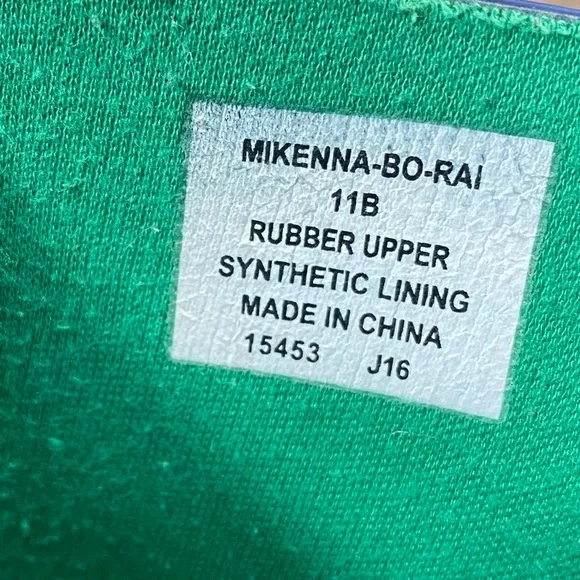 MIKENNA-BO-RAI
11B
RUBBER UPPER
SYNTHETIC LINING
MADE IN CHINA
15453 J16